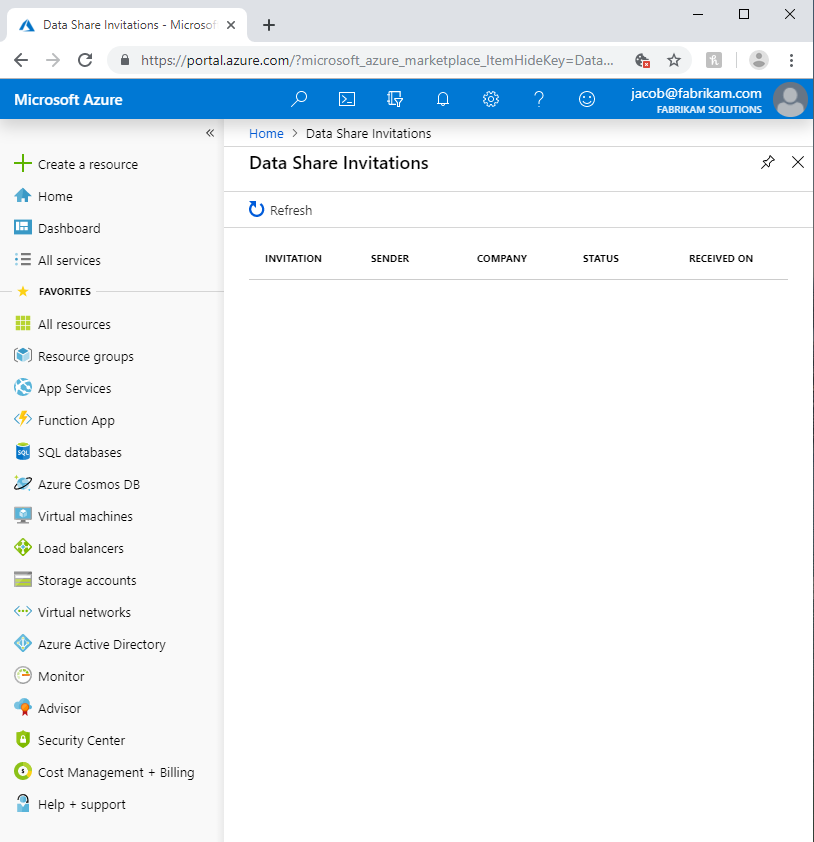 Data Share Invitations - Microsof
https://portal.azure.com/?microsoft_azure_marketplace_ItemHideKey=Data...
Microsoft Azure
jacob@fabrikam.com
FABRIKAM SOLUTIONS
Create a resource
Home
Dashboard
All services
FAVORITES
All resources
Resource groups
App Services
Function App
SQL databases
Azure Cosmos DB
Virtual machines
Load balancers
Storage accounts
Virtual networks
Azure Active Directory
Monitor
Advisor
Security Center
Cost Management + Billing
Help + support
Home > Data Share Invitations
Data Share Invitations
Refresh
INVITATION SENDER COMPANY STATUS RECEIVED ON